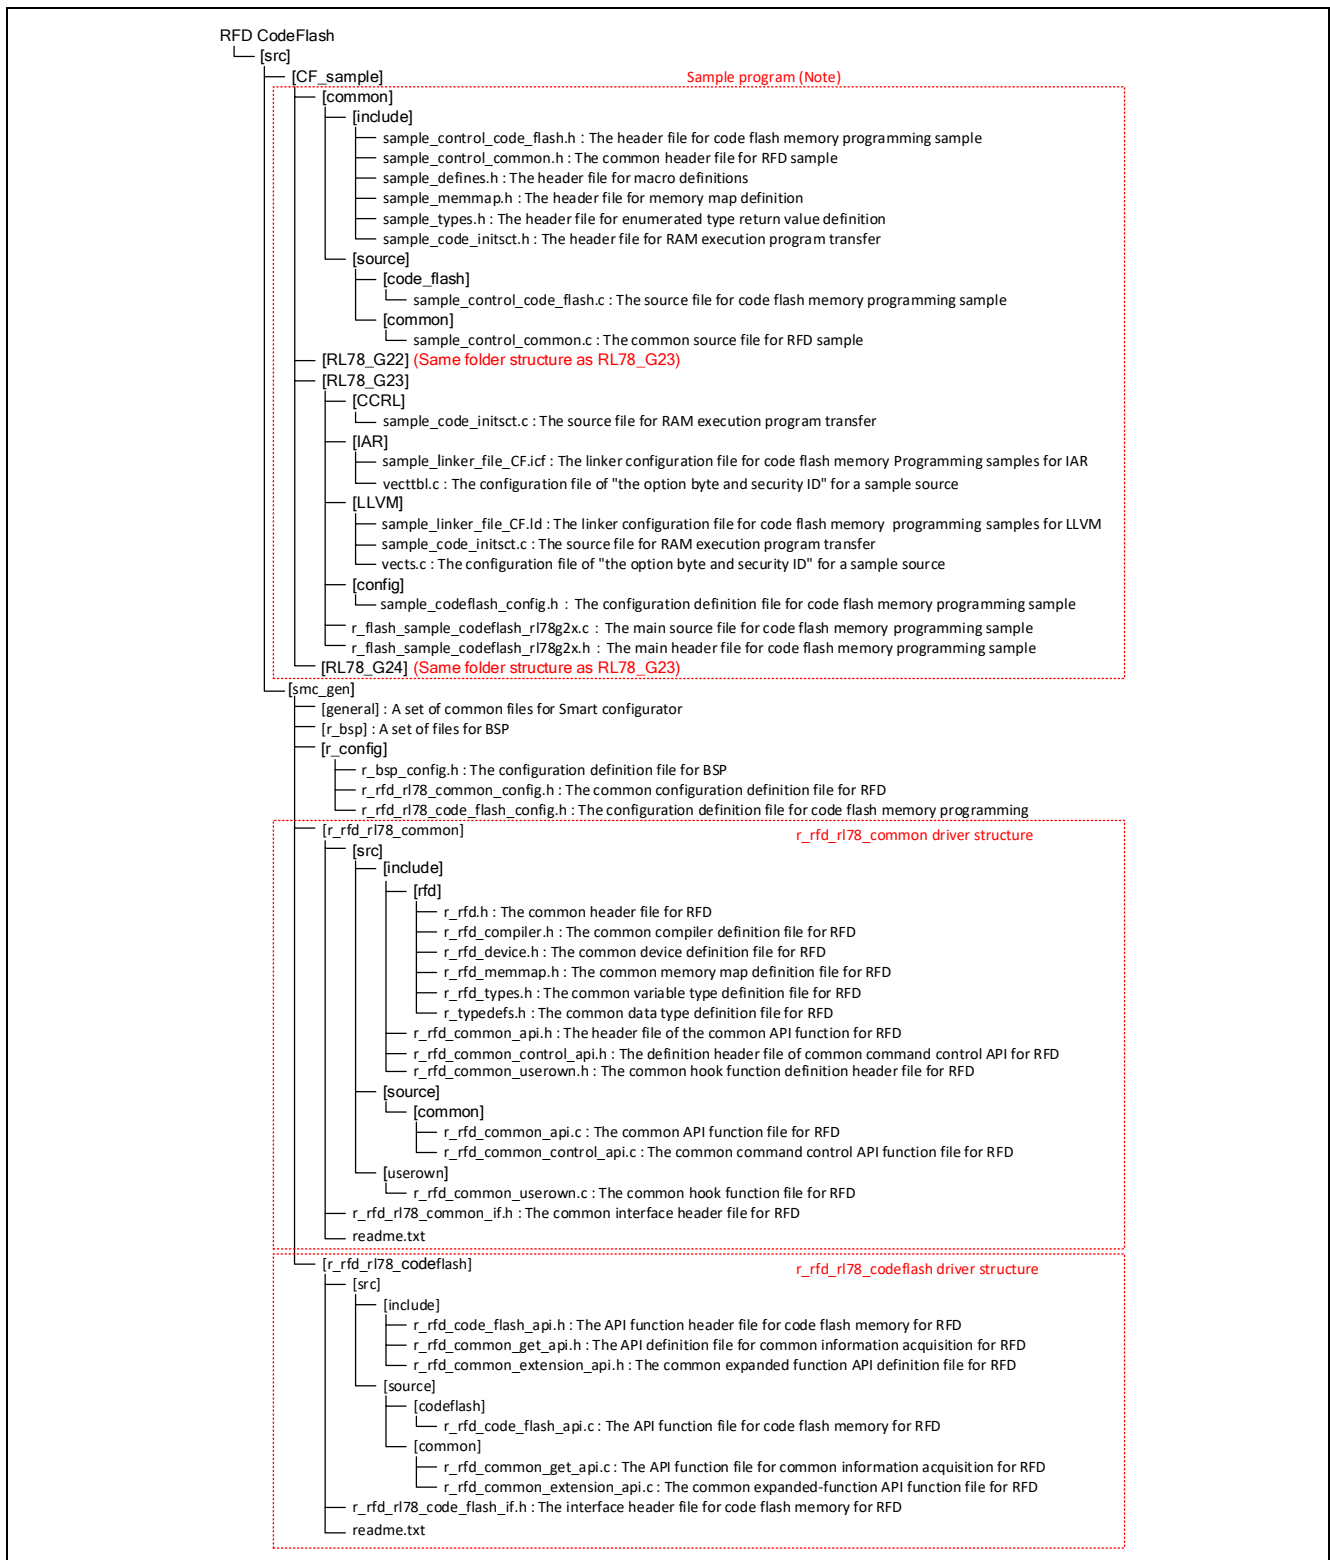 RFD CodeFlash
[src]
[CF_sample]
Sample program (Note)
[common]
[include]
sample_control_code_flash.h : The header file for code flash memory programming sample
sample_control_common.h : The common header file for RFD sample
sample_defines.h : The header file for macro definitions
sample_memmap.h : The header file for memory map definition
sample_types.h : The header file for enumerated type return value definition
sample_code_initsct.h : The header file for RAM execution program transfer
[source]
[code_flash]
sample_control_code_flash.c : The source file for code flash memory programming sample
[common]
sample_control_common.c : The common source file for RFD sample
[RL78_G22] (Same folder structure as RL78_G23)
[RL78_G23]
[CCRL]
sample_code_initsct.c : The source file for RAM execution program transfer
[IAR]
sample_linker_file_CF.icf : The linker configuration file for code flash memory Programming samples for IAR
vecttbl.c : The configuration file of "the option byte and security ID" for a sample source
[LLVM]
sample_linker_file_CF.ld : The linker configuration file for code flash memory programming samples for LLVM
sample_code_initsct.c : The source file for RAM execution program transfer
vects.c : The configuration file of "the option byte and security ID" for a sample source
[config]
sample_codeflash_config.h : The configuration definition file for code flash memory programming sample
r_flash_sample_codeflash_rl78g2x.c : The main source file for code flash memory programming sample
r_flash_sample_codeflash_rl78g2x.h : The main header file for code flash memory programming sample
[RL78_G24] (Same folder structure as RL78_G23)
[smc_gen]
[general] : A set of common files for Smart configurator
[r_bsp] : A set of files for BSP
[r_config]
r_bsp_config.h : The configuration definition file for BSP
r_rfd_rl78_common_config.h : The common configuration definition file for RFD
r_rfd_rl78_code_flash_config.h : The configuration definition file for code flash memory programming
[r_rfd_rl78_common]
r_rfd_rl78_common driver structure
[src]
[include]
[rfd]
r_rfd.h : The common header file for RFD
r_rfd_compiler.h : The common compiler definition file for RFD
r_rfd_device.h : The common device definition file for RFD
r_rfd_memmap.h : The common memory map definition file for RFD
r_rfd_types.h : The common variable type definition file for RFD
r_typedefs.h : The common data type definition file for RFD
r_rfd_common_api.h : The header file of the common API function for RFD
r_rfd_common_control_api.h : The definition header file of common command control API for RFD
r_rfd_common_userown.h : The common hook function definition header file for RFD
[source]
[common]
r_rfd_common_api.c : The common API function file for RFD
r_rfd_common_control_api.c : The common command control API function file for RFD
[userown]
r_rfd_common_userown.c : The common hook function file for RFD
r_rfd_rl78_common_if.h : The common interface header file for RFD
readme.txt
[r_rfd_rl78_codeflash]
r_rfd_rl78_codeflash driver structure
[src]
[include]
r_rfd_code_flash_api.h : The API function header file for code flash memory for RFD
r_rfd_common_get_api.h : The API definition file for common information acquisition for RFD
r_rfd_common_extension_api.h : The common expanded function API definition file for RFD
[source]
[codeflash]
r_rfd_code_flash_api.c : The API function file for code flash memory for RFD
[common]
r_rfd_common_get_api.c : The API function file for common information acquisition for RFD
r_rfd_common_extension_api.c : The common expanded-function API function file for RFD
r_rfd_rl78_code_flash_if.h : The interface header file for code flash memory for RFD
readme.txt